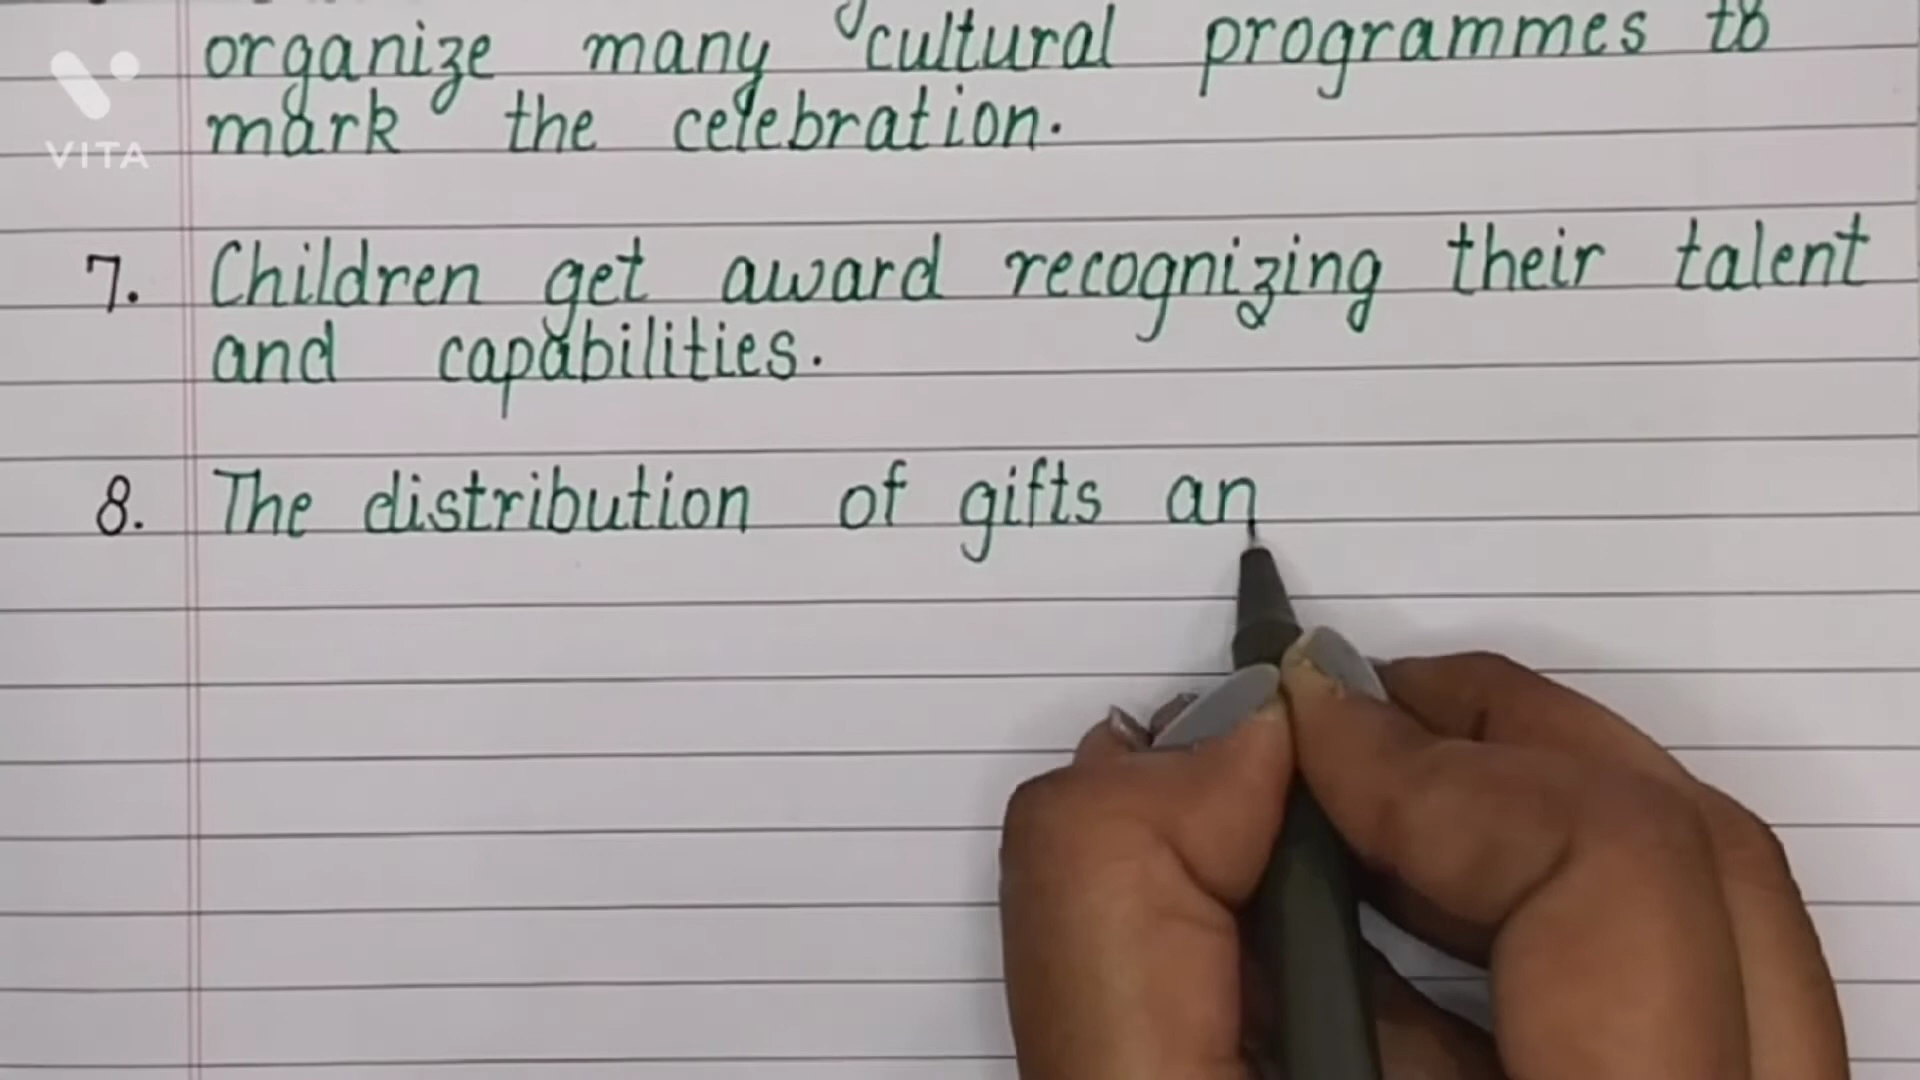 organize many cultural programmes to
mark the celebration.
VITA
7. Children get award recognizing their talent
and capabilities.
8. The distribution of gifts an